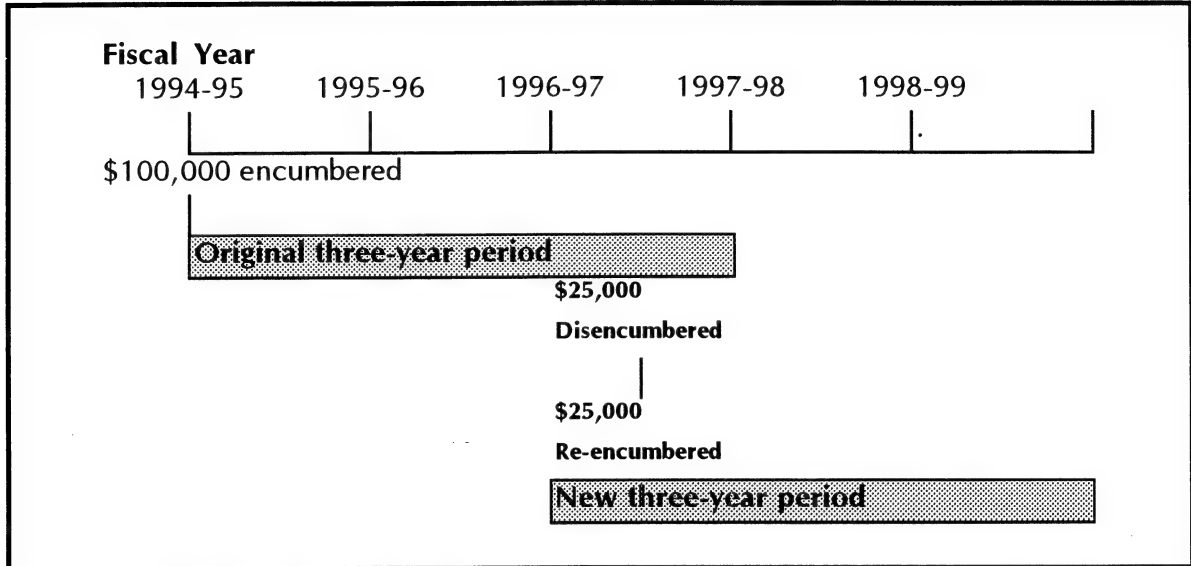 Fiscal Year
1994-95 1995-96 1996-97 1997-98 1998-99
$100,000 encumbered
Original three-year period
$25,000
Disencumbered
$25,000
Re-encumbered
New three-year period